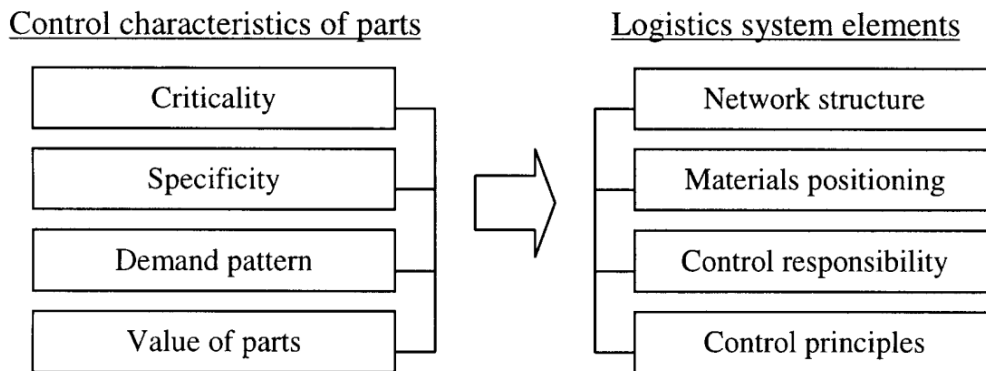 Control characteristics of parts
Criticality
Specificity
Demand pattern
Value of parts
Logistics system elements
Network structure
Materials positioning
Control responsibility
Control principles